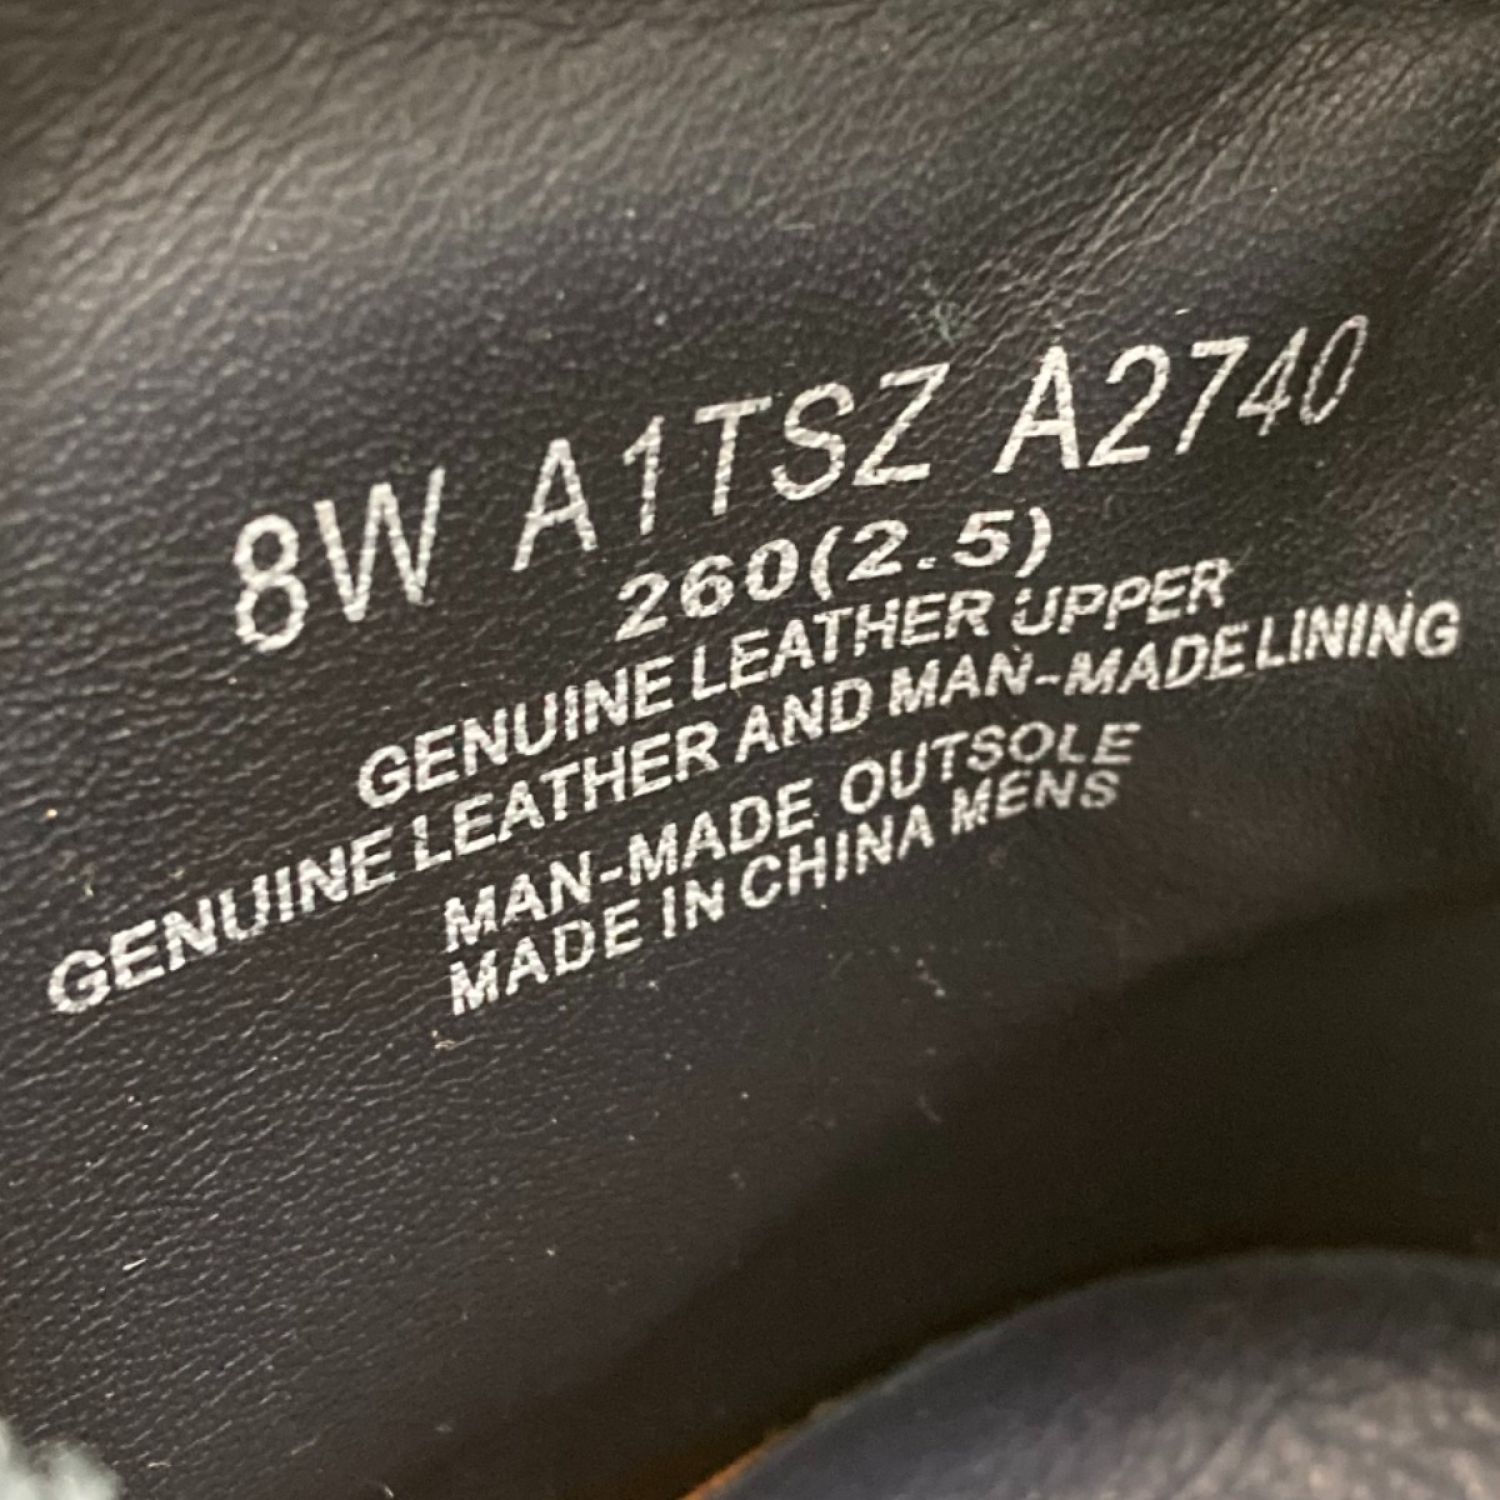 8W A1TSZ A2740
260(2.5)
GENUINE LEATHER UPPER
GENUINE LEATHER AND MAN-MADE LINING
MAN-MADE OUTSOLE
MADE IN CHINA MENS